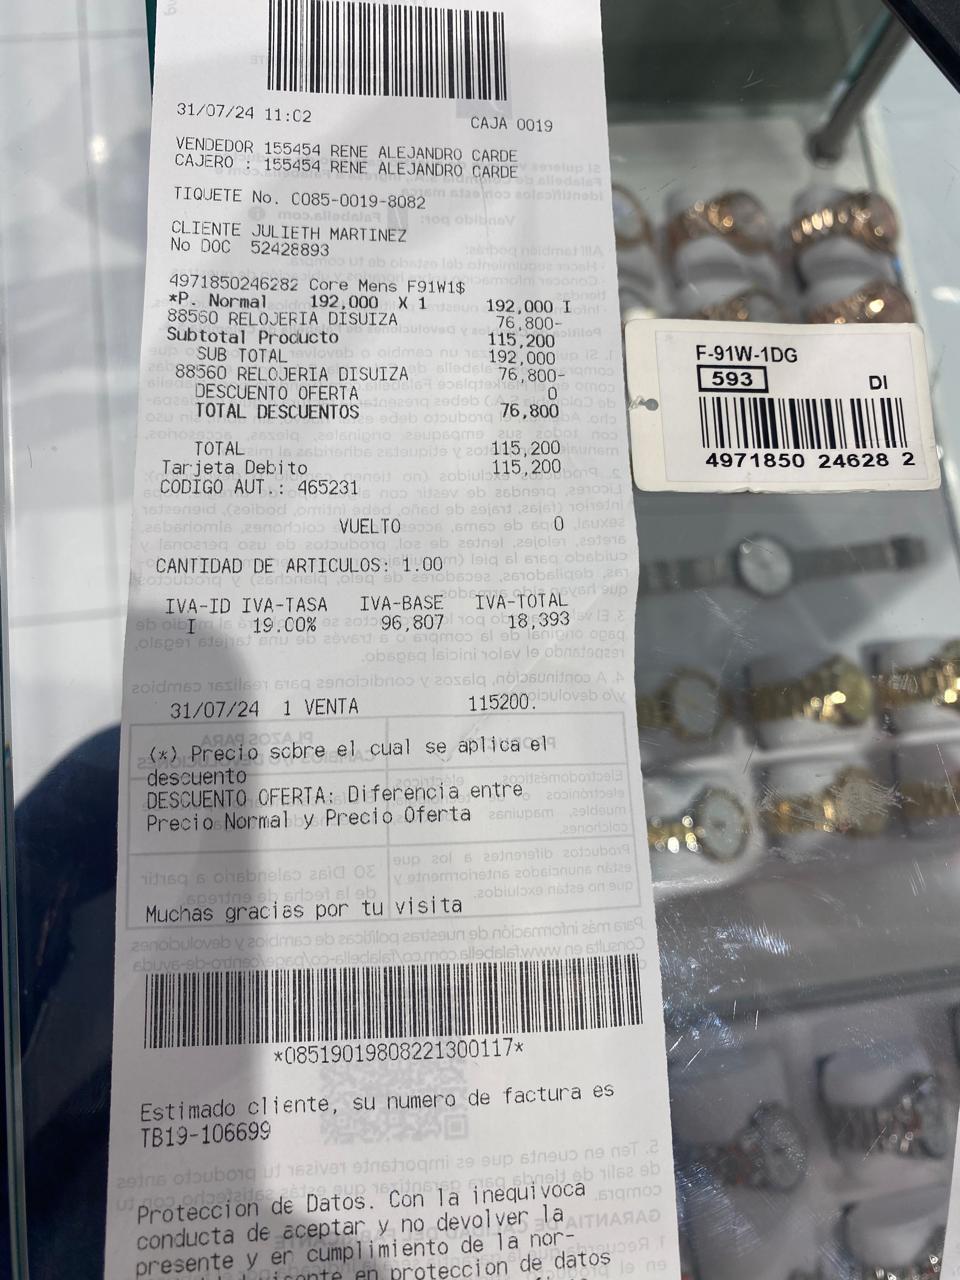 31/07/24 11:C2
CAJA 0019
VENDEDOR 155454 RENE ALEJANDRO CARDE
CAJERO : 155454 RENE ALEJANDRO CARDE
TIQUETE No. C085-0019-8082
CLIENTE JULIETH MARTINEZ
No DOC 52428893
4971850246282 Core Mens F91W1$
*P. Normal 192,000 X 1 192,000 I
88560 RELOJERIA DISUIZA 76,800-
Subtotal Producto 115,200
SUB TOTAL 192,000
88560 RELOJERIA DISUIZA 76,800-
DESCUENTO OFERTA 0
TOTAL DESCUENTOS 76,800
TOTAL 115,200
Tarjeta Debito 115,200
CODIGO AUT.: 465231
VUELTO 0
CANTIDAD DE ARTICULOS: 1.00
IVA-ID IVA-TASA IVA-BASE IVA-TOTAL
I 19.00% 96,807 18,393
31/07/24 1 VENTA 115200.
(*) Precio sobre el cual se aplica el
descuento
DESCUENTO OFERTA: Diferencia entre
Precio Normal y Precio Oferta
Muchas gracias por tu visita
*08519019808221300117*
Estimado cliente, su numero de factura es
TB19-106699
Proteccion de Datos. Con la inequivoca
conducta de aceptar y no devolver la
presente y en cumplimiento de la nor-
en proteccion de datos
F-91W-1DG
593
DI
4971850 24628 2